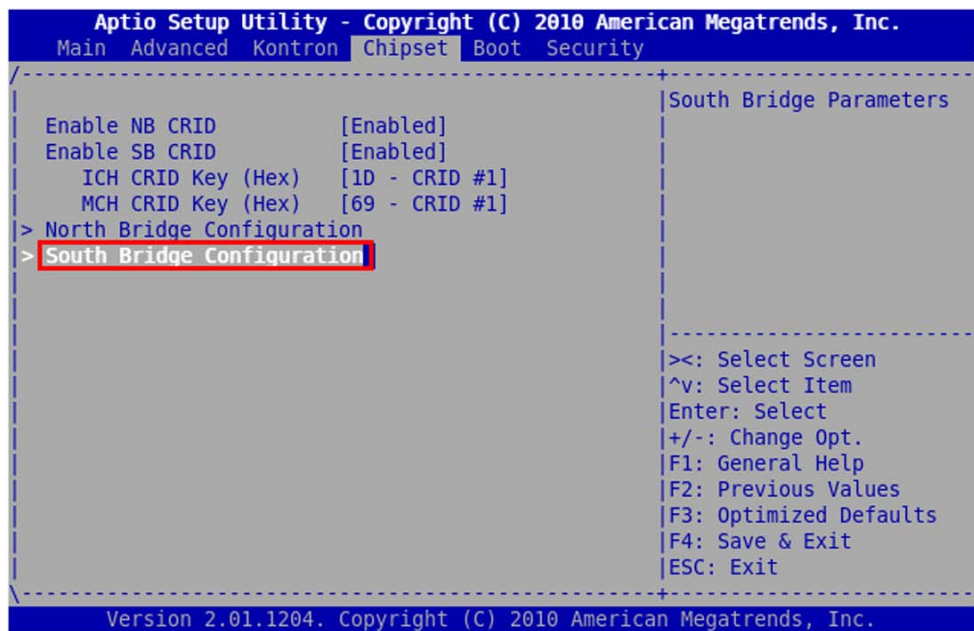 Aptio Setup Utility - Copyright (C) 2010 American Megatrends, Inc.
Main Advanced Kontron Chipset Boot Security
South Bridge Parameters
Enable NB CRID [Enabled]
Enable SB CRID [Enabled]
ICH CRID Key (Hex) [1D - CRID #1]
MCH CRID Key (Hex) [69 - CRID #1]
> North Bridge Configuration
> South Bridge Configuration
><: Select Screen
^v: Select Item
Enter: Select
+/-: Change Opt.
F1: General Help
F2: Previous Values
F3: Optimized Defaults
F4: Save & Exit
ESC: Exit
Version 2.01.1204. Copyright (C) 2010 American Megatrends, Inc.